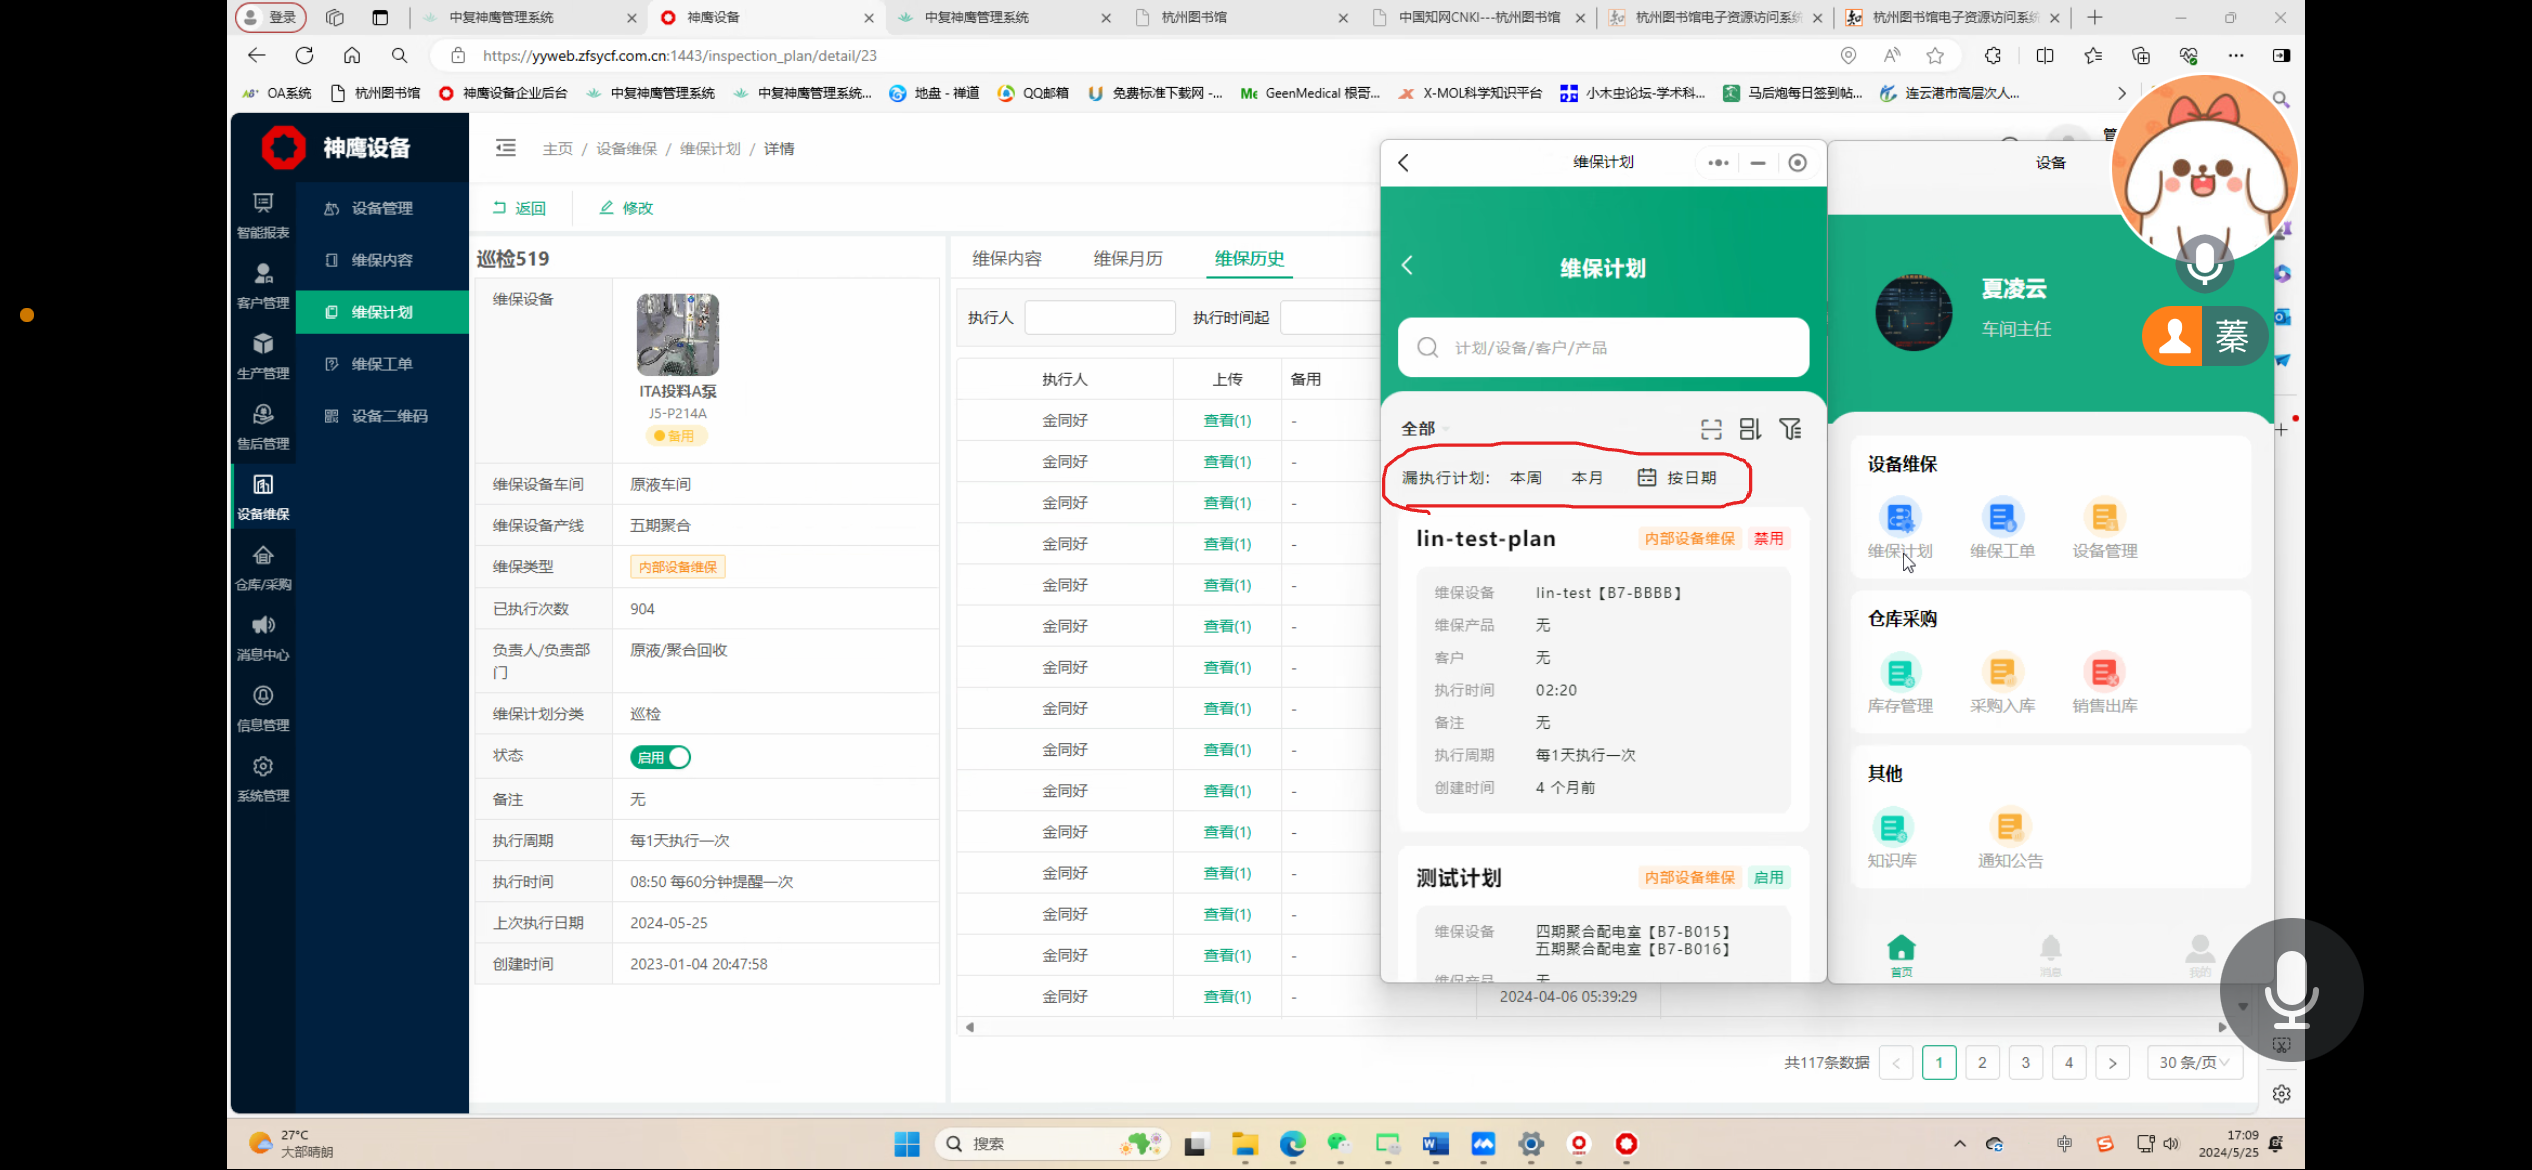 登录
中复神鹰管理系统
神鹰设备
中复神鹰管理系统
杭州图书馆
中国知网CNKI---杭州图书馆
杭州图书馆电子资源访问系统
杭州图书馆电子资源访问系统
https://yyweb.zfsycf.com.cn:1443/inspection_plan/detail/23
OA系统
杭州图书馆
神鹰设备企业后台
中复神鹰管理系统
中复神鹰管理系统...
地盘 - 禅道
QQ邮箱
免费标准下载网 -...
GeenMedical 根哥...
X-MOL科学知识平台
小木虫论坛-学术科...
马后炮每日签到帖...
连云港市高层次人...
神鹰设备
智能报表
客户管理
生产管理
售后管理
设备维保
仓库/采购
消息中心
信息管理
系统管理
设备管理
维保内容
维保计划
维保工单
设备二维码
主页 / 设备维保 / 维保计划 / 详情
返回
修改
巡检519
维保设备
ITA投料A泵
J5-P214A
备用
维保设备车间 原液车间
维保设备产线 五期聚合
维保类型 内部设备维保
已执行次数 904
负责人/负责部门 原液/聚合回收
维保计划分类 巡检
状态 启用
备注 无
执行周期 每1天执行一次
执行时间 08:50 每60分钟提醒一次
上次执行日期 2024-05-25
创建时间 2023-01-04 20:47:58
维保内容 维保月历 维保历史
执行人 执行时间起
执行人 上传 备用
金同好 查看(1) -
金同好 查看(1) -
金同好 查看(1) -
金同好 查看(1) -
金同好 查看(1) -
金同好 查看(1) -
金同好 查看(1) -
金同好 查看(1) -
金同好 查看(1) -
金同好 查看(1) -
金同好 查看(1) -
金同好 查看(1) -
金同好 查看(1) -
金同好 查看(1) -
金同好 查看(1) - 2024-04-06 05:39:29
共117条数据 1 2 3 4 30 条/页
维保计划
维保计划
计划/设备/客户/产品
全部
漏执行计划: 本周 本月 按日期
lin-test-plan 内部设备维保 禁用
维保设备 lin-test【B7-BBBB】
维保产品 无
客户 无
执行时间 02:20
备注 无
执行周期 每1天执行一次
创建时间 4 个月前
测试计划 内部设备维保 启用
维保设备 四期聚合配电室【B7-B015】
五期聚合配电室【B7-B016】
维保产品 无
设备
夏凌云
车间主任
蓁
设备维保
维保计划 维保工单 设备管理
仓库采购
库存管理 采购入库 销售出库
其他
知识库 通知公告
首页 消息 我的
27°C
大部晴朗
搜索
中
17:09
2024/5/25